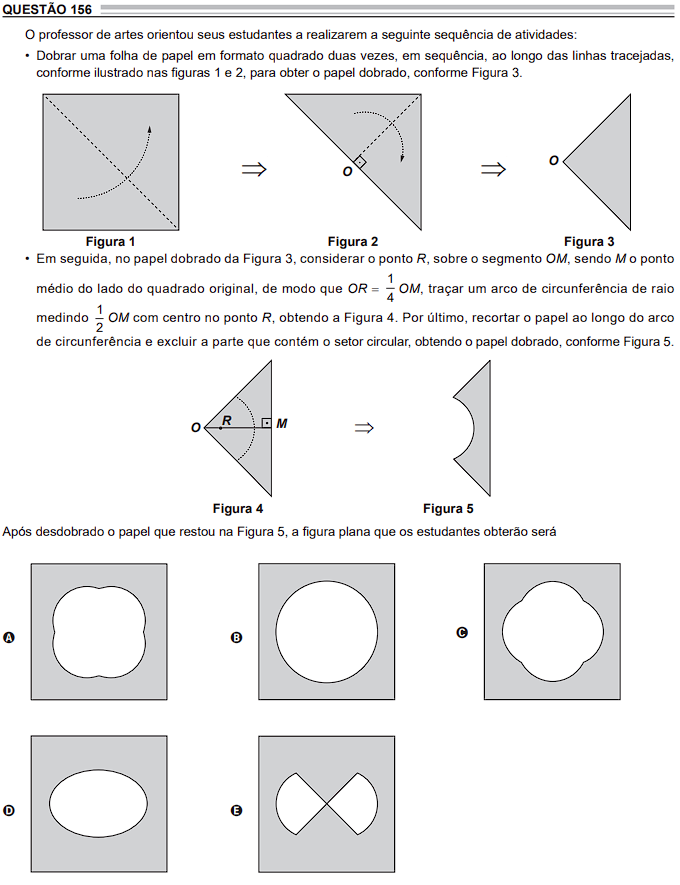 QUESTÃO 156
O professor de artes orientou seus estudantes a realizarem a seguinte sequência de atividades:
• Dobrar uma folha de papel em formato quadrado duas vezes, em sequência, ao longo das linhas tracejadas,
conforme ilustrado nas figuras 1 e 2, para obter o papel dobrado, conforme Figura 3.
⇒ O ⇒ O
Figura 1 Figura 2 Figura 3
• Em seguida, no papel dobrado da Figura 3, considerar o ponto R, sobre o segmento OM, sendo M o ponto
médio do lado do quadrado original, de modo que OR = 1/4 OM, traçar um arco de circunferência de raio
medindo 1/2 OM com centro no ponto R, obtendo a Figura 4. Por último, recortar o papel ao longo do arco
de circunferência e excluir a parte que contém o setor circular, obtendo o papel dobrado, conforme Figura 5.
O R M ⇒
Figura 4 Figura 5
Após desdobrado o papel que restou na Figura 5, a figura plana que os estudantes obterão será
A B C
D E